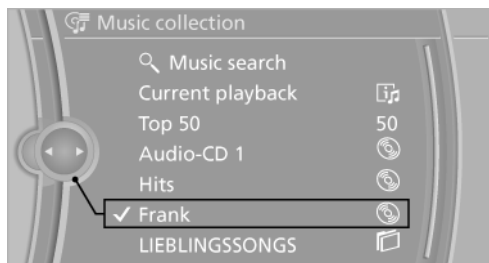 Music collection
Music search
Current playback
Top 50 50
Audio-CD 1
Hits
Frank
LIEBLINGSSONGS